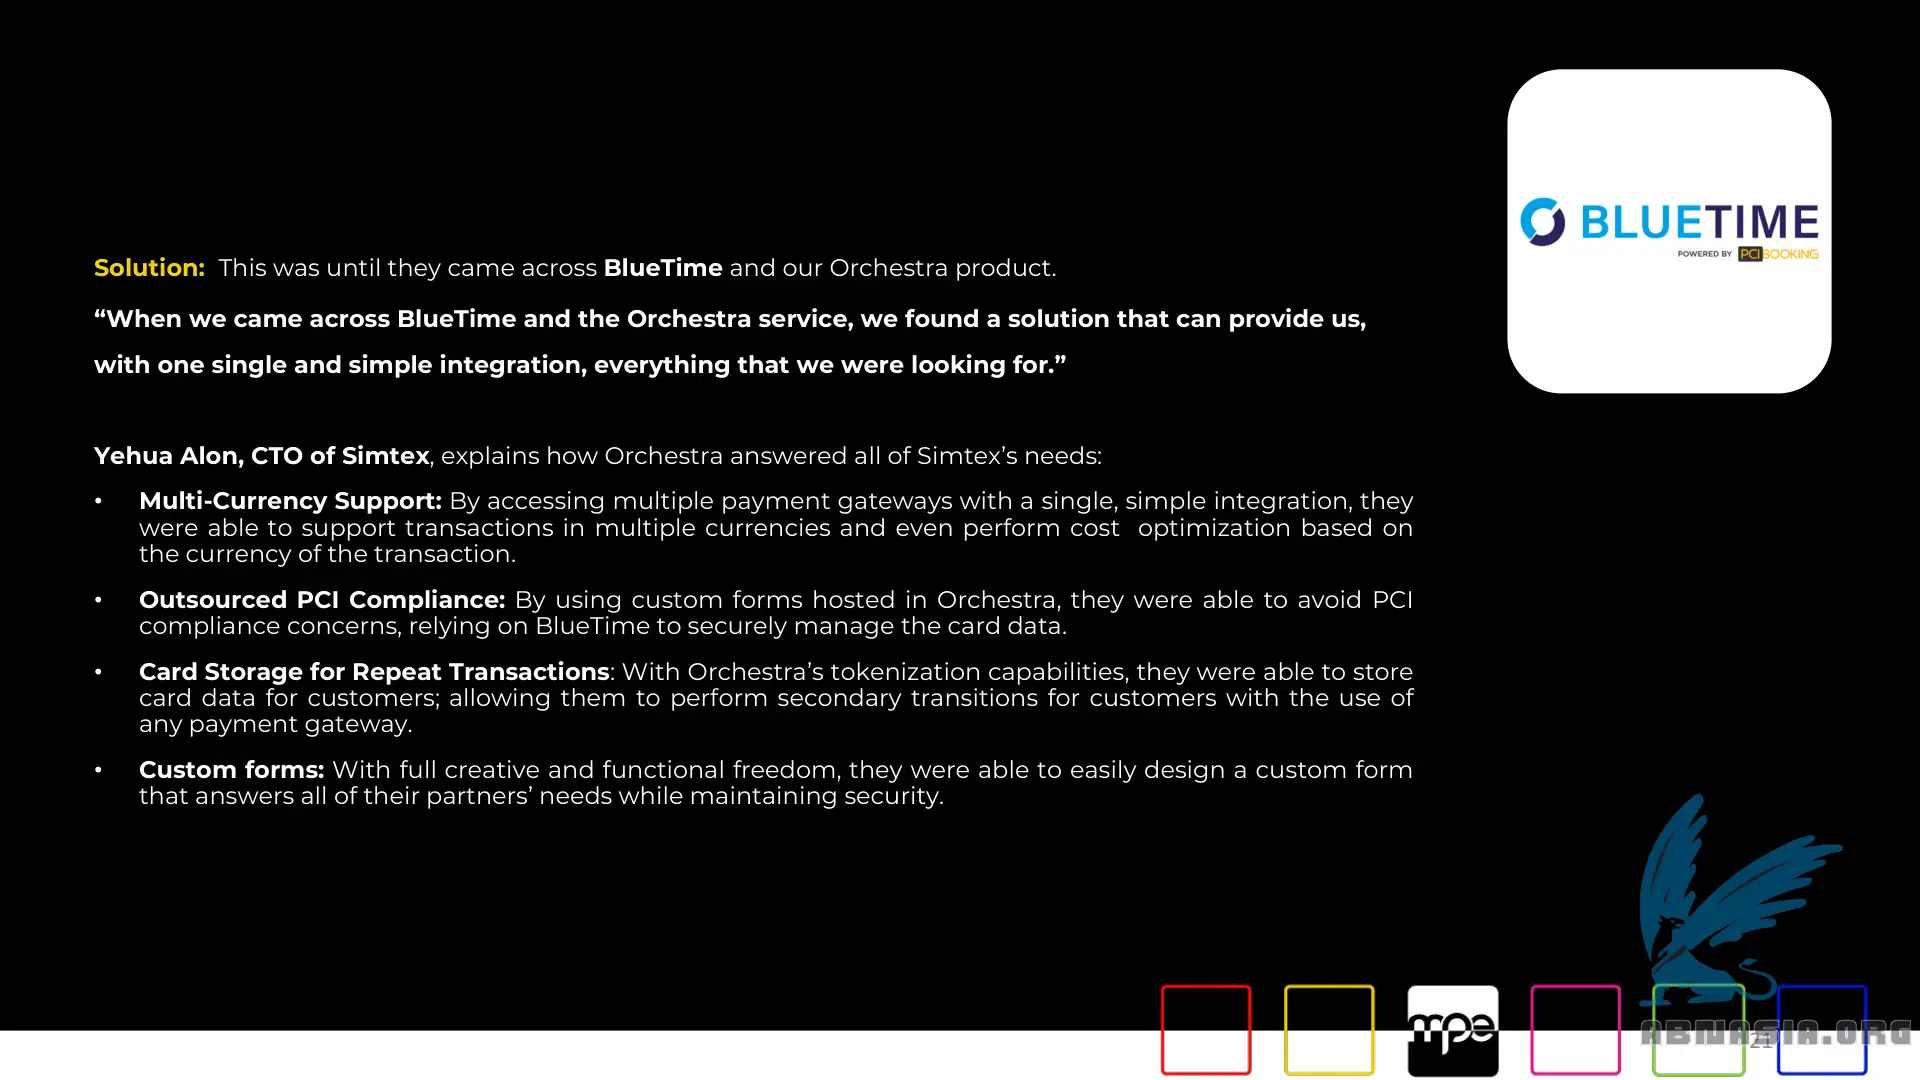 BLUETIME
POWERED BY PCI BOOKING
Solution: This was until they came across BlueTime and our Orchestra product.
“When we came across BlueTime and the Orchestra service, we found a solution that can provide us,
with one single and simple integration, everything that we were looking for.”
Yehua Alon, CTO of Simtex, explains how Orchestra answered all of Simtex’s needs:
• Multi-Currency Support: By accessing multiple payment gateways with a single, simple integration, they
were able to support transactions in multiple currencies and even perform cost optimization based on
the currency of the transaction.
• Outsourced PCI Compliance: By using custom forms hosted in Orchestra, they were able to avoid PCI
compliance concerns, relying on BlueTime to securely manage the card data.
• Card Storage for Repeat Transactions: With Orchestra’s tokenization capabilities, they were able to store
card data for customers; allowing them to perform secondary transitions for customers with the use of
any payment gateway.
• Custom forms: With full creative and functional freedom, they were able to easily design a custom form
that answers all of their partners’ needs while maintaining security.
mpe
ABNASIA.ORG
21